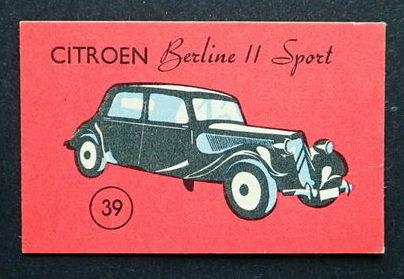 CITROEN Berline 11 Sport
39